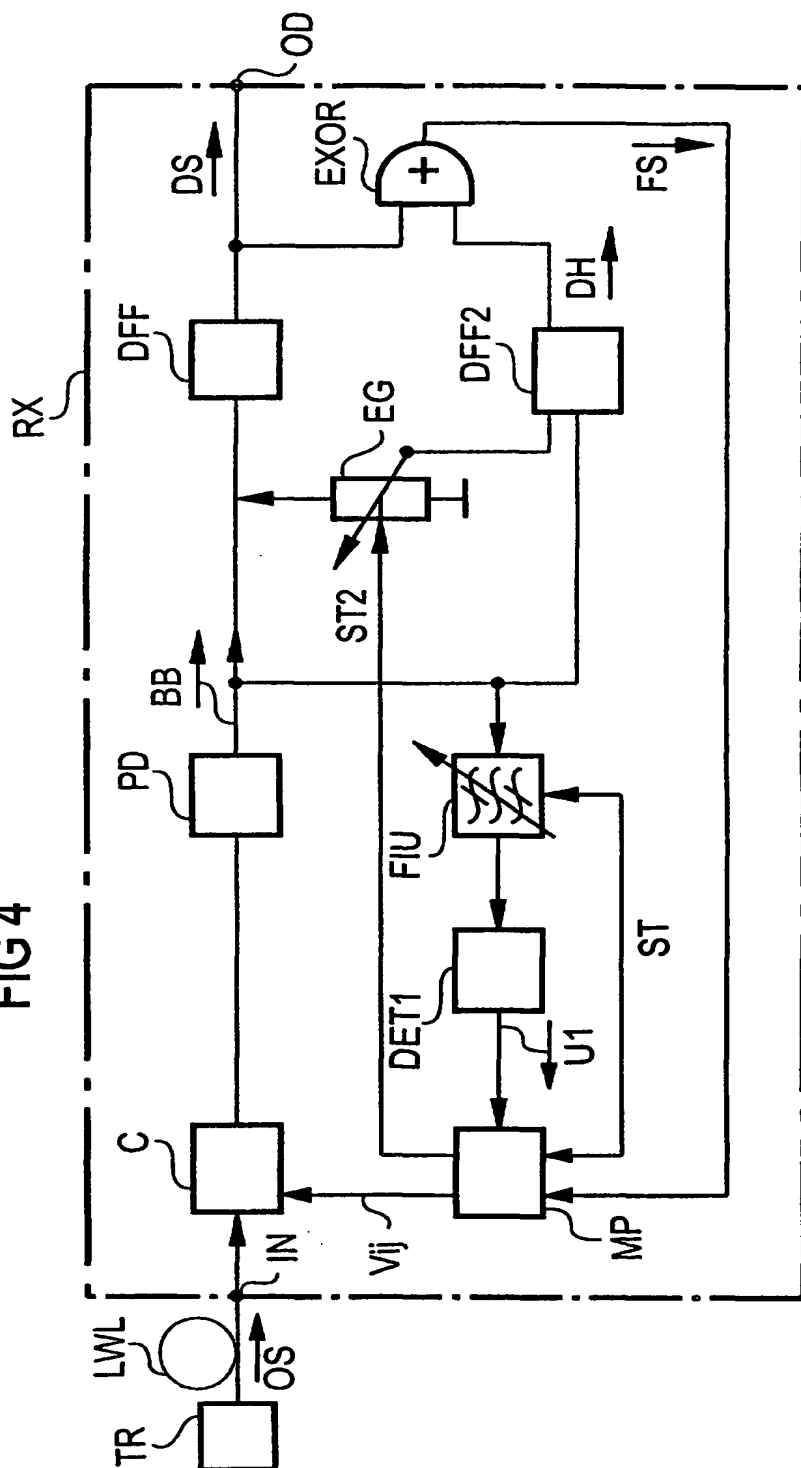 FIG 4
TR
LWL
OS
IN
C
Vij
PD
BB
RX
DFF
DS
OD
EXOR
+
EG
ST2
DFF2
DH
FS
FIU
DET1
U1
ST
MP